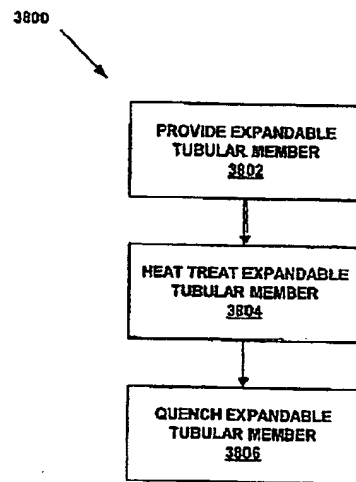 3800
PROVIDE EXPANDABLE
TUBULAR MEMBER
3802
HEAT TREAT EXPANDABLE
TUBULAR MEMBER
3804
QUENCH EXPANDABLE
TUBULAR MEMBER
3806